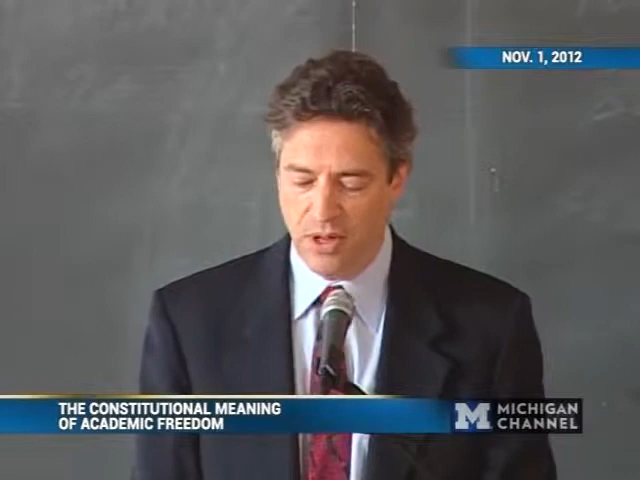 NOV. 1, 2012
THE CONSTITUTIONAL MEANING
OF ACADEMIC FREEDOM
M MICHIGAN
CHANNEL